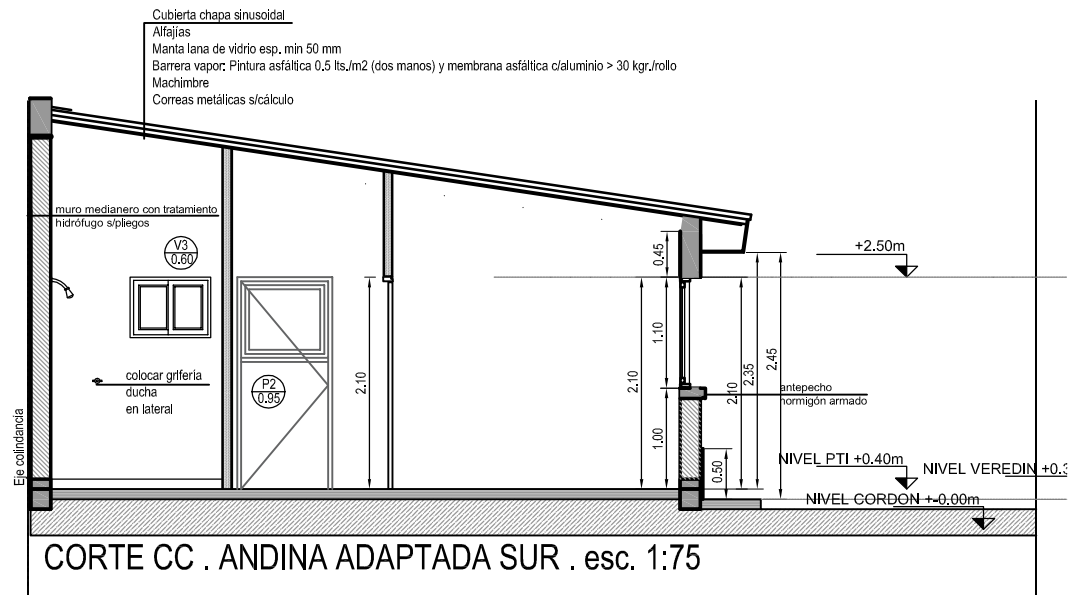 Cubierta chapa sinusoidal
Alfajías
Manta lana de vidrio esp. min 50 mm
Barrera vapor: Pintura asfáltica 0.5 lts./m2 (dos manos) y membrana asfáltica c/aluminio > 30 kgr./rollo
Machimbre
Correas metálicas s/cálculo
muro medianero con tratamiento
hidrófugo s/pliegos
V3
0.60
0.45
+2.50m
1.10
2.10
2.10
2.10
2.35
2.45
colocar grifería
ducha
en lateral
P2
0.95
antepecho
hormigón armado
1.00
0.50
Eje colindancia
NIVEL PTI +0.40m
NIVEL VEREDIN +0.3
NIVEL CORDON +-0.00m
CORTE CC . ANDINA ADAPTADA SUR . esc. 1:75